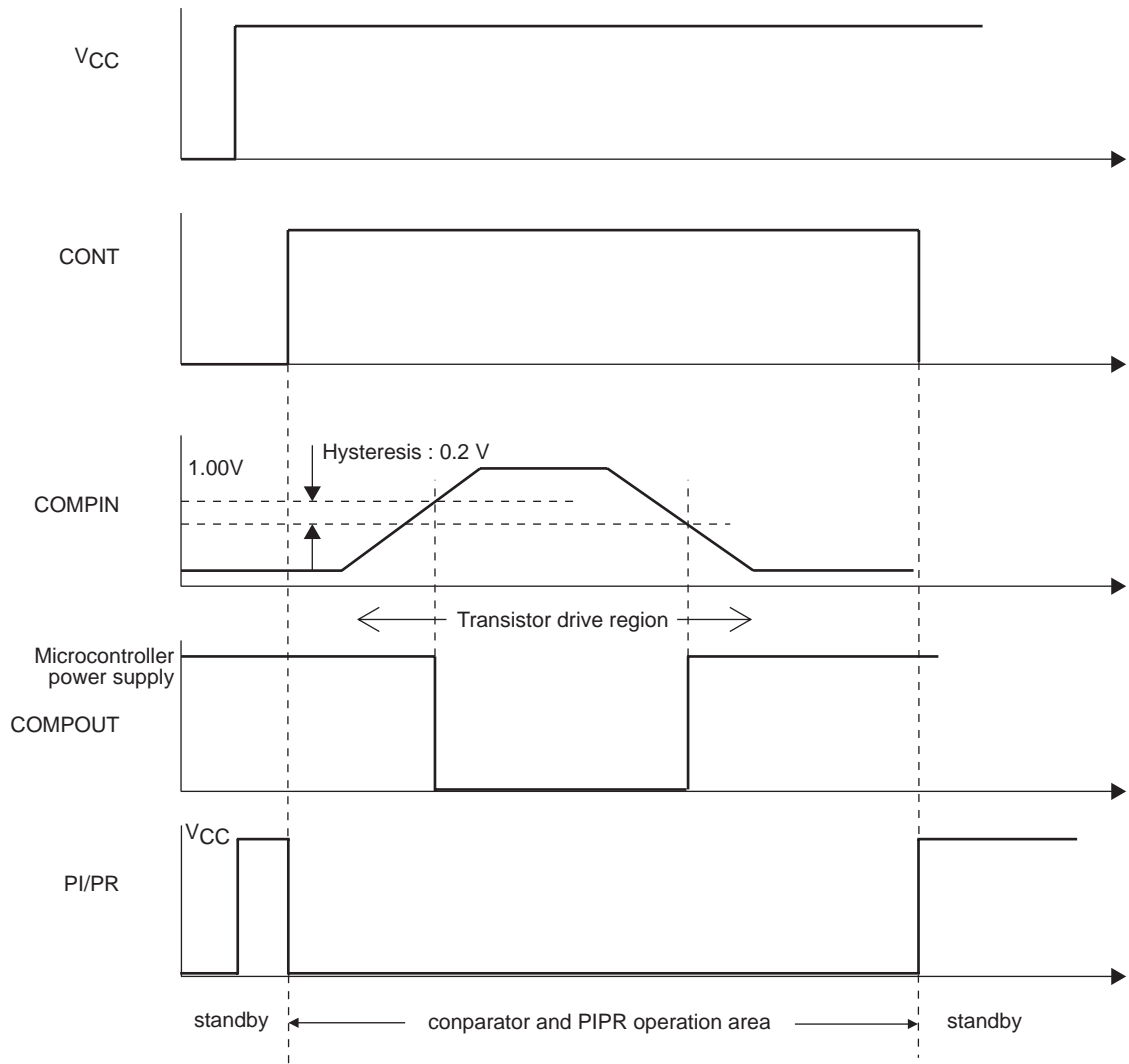 VCC
CONT
Hysteresis : 0.2 V
1.00V
COMPIN
Transistor drive region
Microcontroller
power supply
COMPOUT
VCC
PI/PR
standby
conparator and PIPR operation area
standby